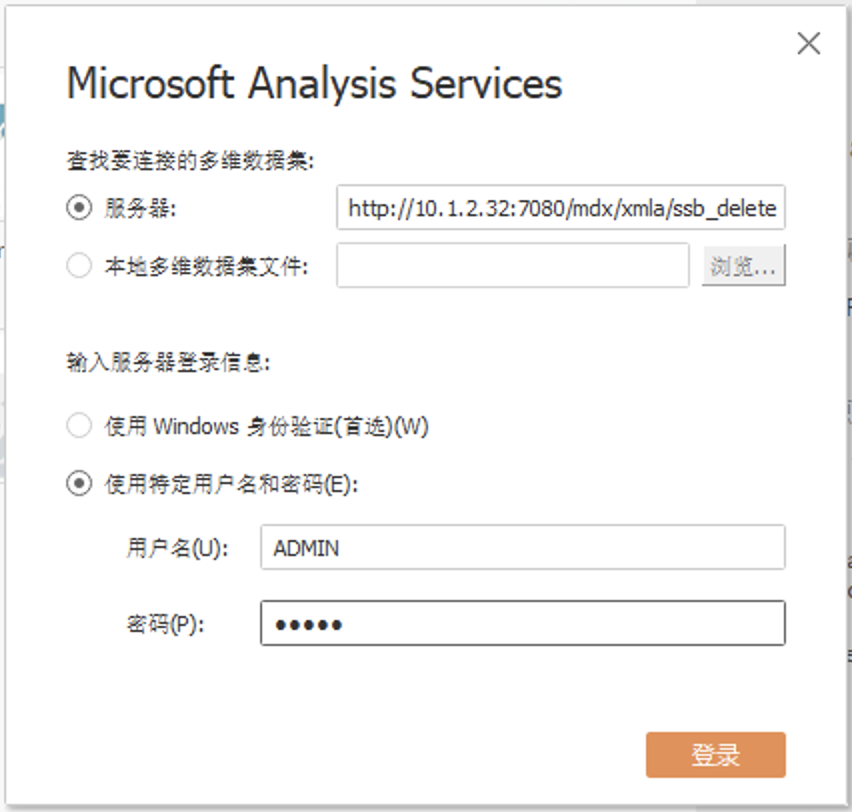 Microsoft Analysis Services
查找要连接的多维数据集:
服务器: http://10.1.2.32:7080/mdx/xmla/ssb_delete
本地多维数据集文件: 浏览...
输入服务器登录信息:
使用 Windows 身份验证(首选)(W)
使用特定用户名和密码(E):
用户名(U): ADMIN
密码(P): •••••
登录